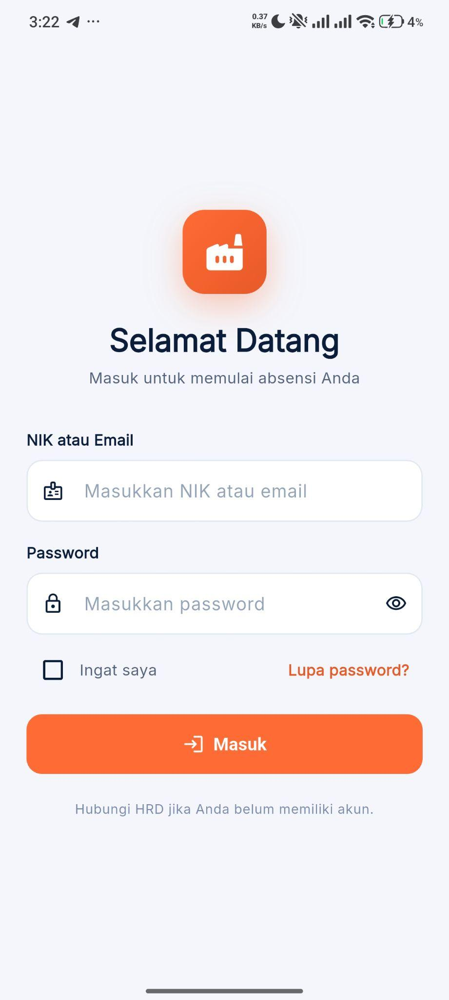 3:22
0.37
KB/s
4%
Selamat Datang
Masuk untuk memulai absensi Anda
NIK atau Email
Masukkan NIK atau email
Password
Masukkan password
Ingat saya
Lupa password?
Masuk
Hubungi HRD jika Anda belum memiliki akun.